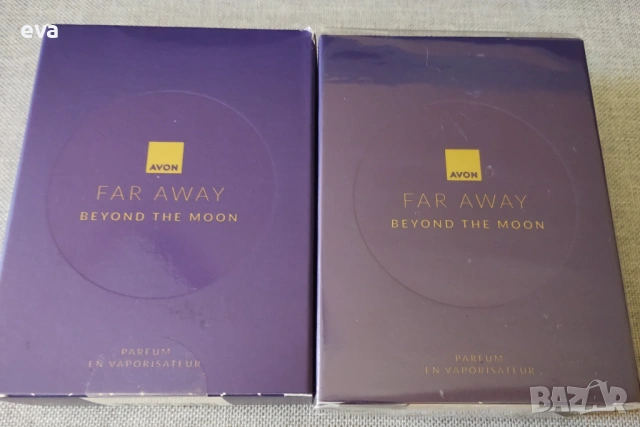 eva
AVON
FAR AWAY
BEYOND THE MOON
PARFUM
EN VAPORISATEUR
AVON
FAR AWAY
BEYOND THE MOON
PARFUM
EN VAPORISATEUR
BAZAR